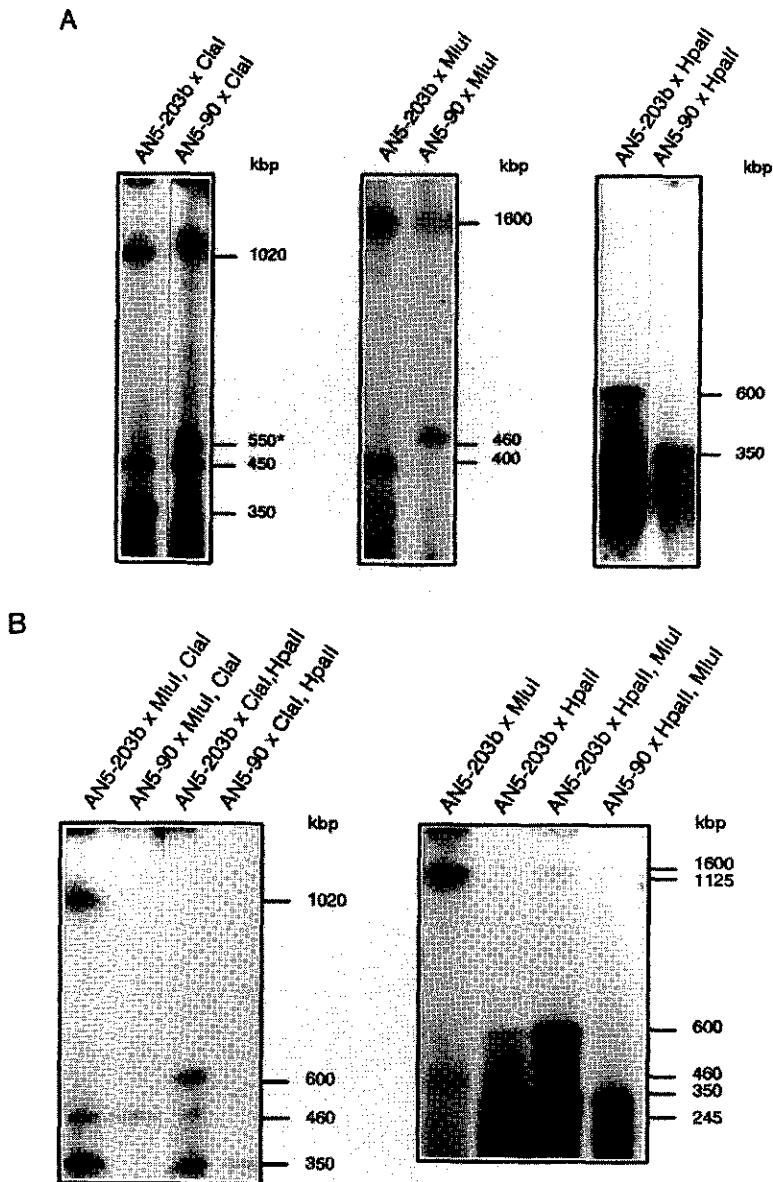 A
AN5-203b x ClaI
AN5-90 x ClaI
kbp
1020
550*
450
350
AN5-203b x MluI
AN5-90 x MluI
kbp
1600
460
400
AN5-203b x HpaII
AN5-90 x HpaII
kbp
600
350
B
AN5-203b x MluI, ClaI
AN5-90 x MluI, ClaI
AN5-203b x ClaI,HpaII
AN5-90 x ClaI, HpaII
kbp
1020
600
460
350
AN5-203b x MluI
AN5-203b x HpaII
AN5-203b x HpaII, MluI
AN5-90 x HpaII, MluI
kbp
1600
1125
600
460
350
245